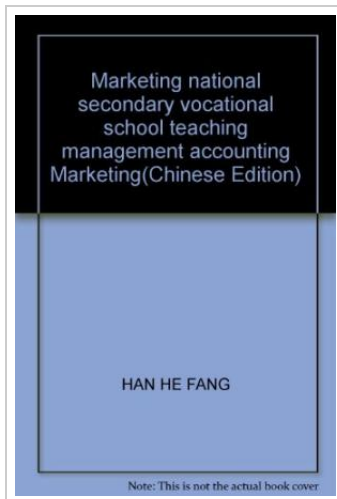 Marketing national
secondary vocational
school teaching
management accounting
Marketing(Chinese Edition)
HAN HE FANG
Note: This is not the actual book cover